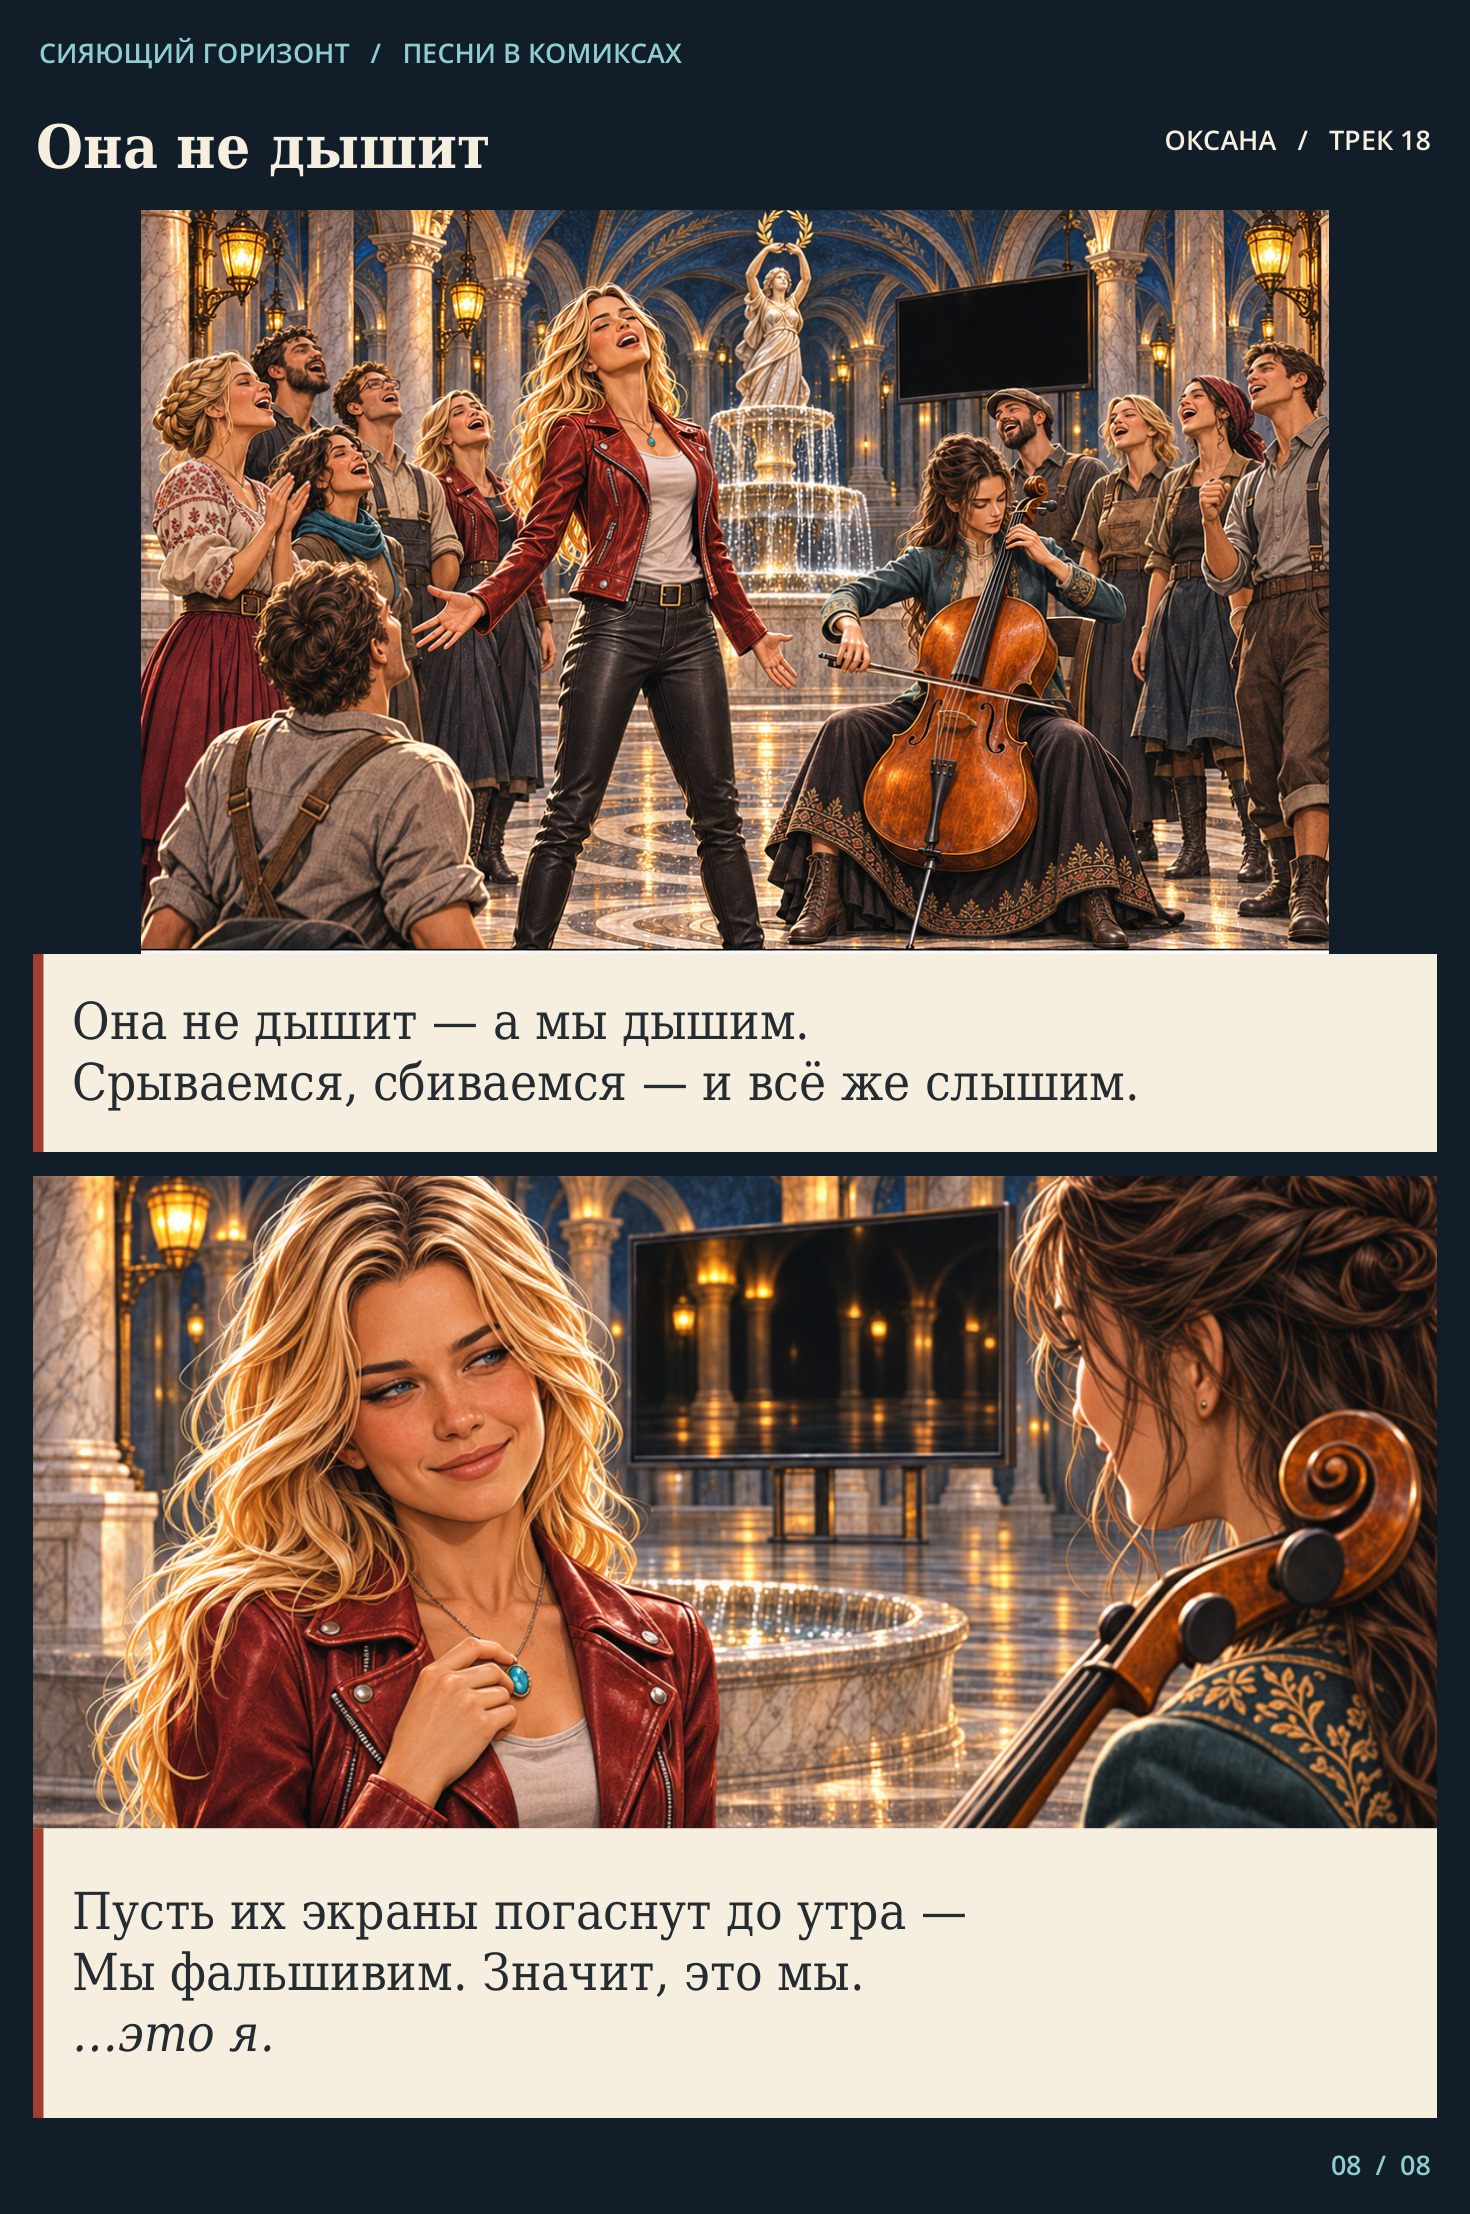 СИЯЮЩИЙ ГОРИЗОНТ / ПЕСНИ В КОМИКСАХ
Она не дышит
ОКСАНА / ТРЕК 18
Она не дышит — а мы дышим.
Срываемся, сбиваемся — и всё же слышим.
Пусть их экраны погаснут до утра —
Мы фальшивим. Значит, это мы.
...это я.
08 / 08